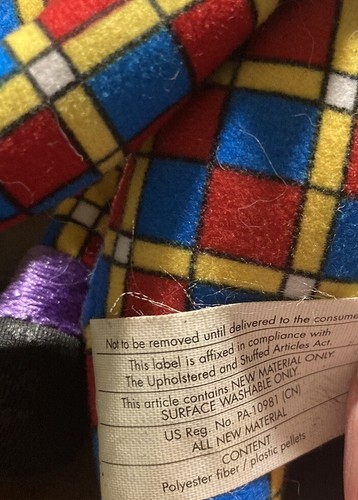 Not to be removed until delivered to the consume
This label is affixed in compliance with
The Upholstered and Stuffed Articles Act.
This article contains NEW MATERIAL ONLY
SURFACE WASHABLE ONLY.
US Reg. No. PA-10981 (CN)
ALL NEW MATERIAL
CONTENT
Polyester fiber / plastic pellets